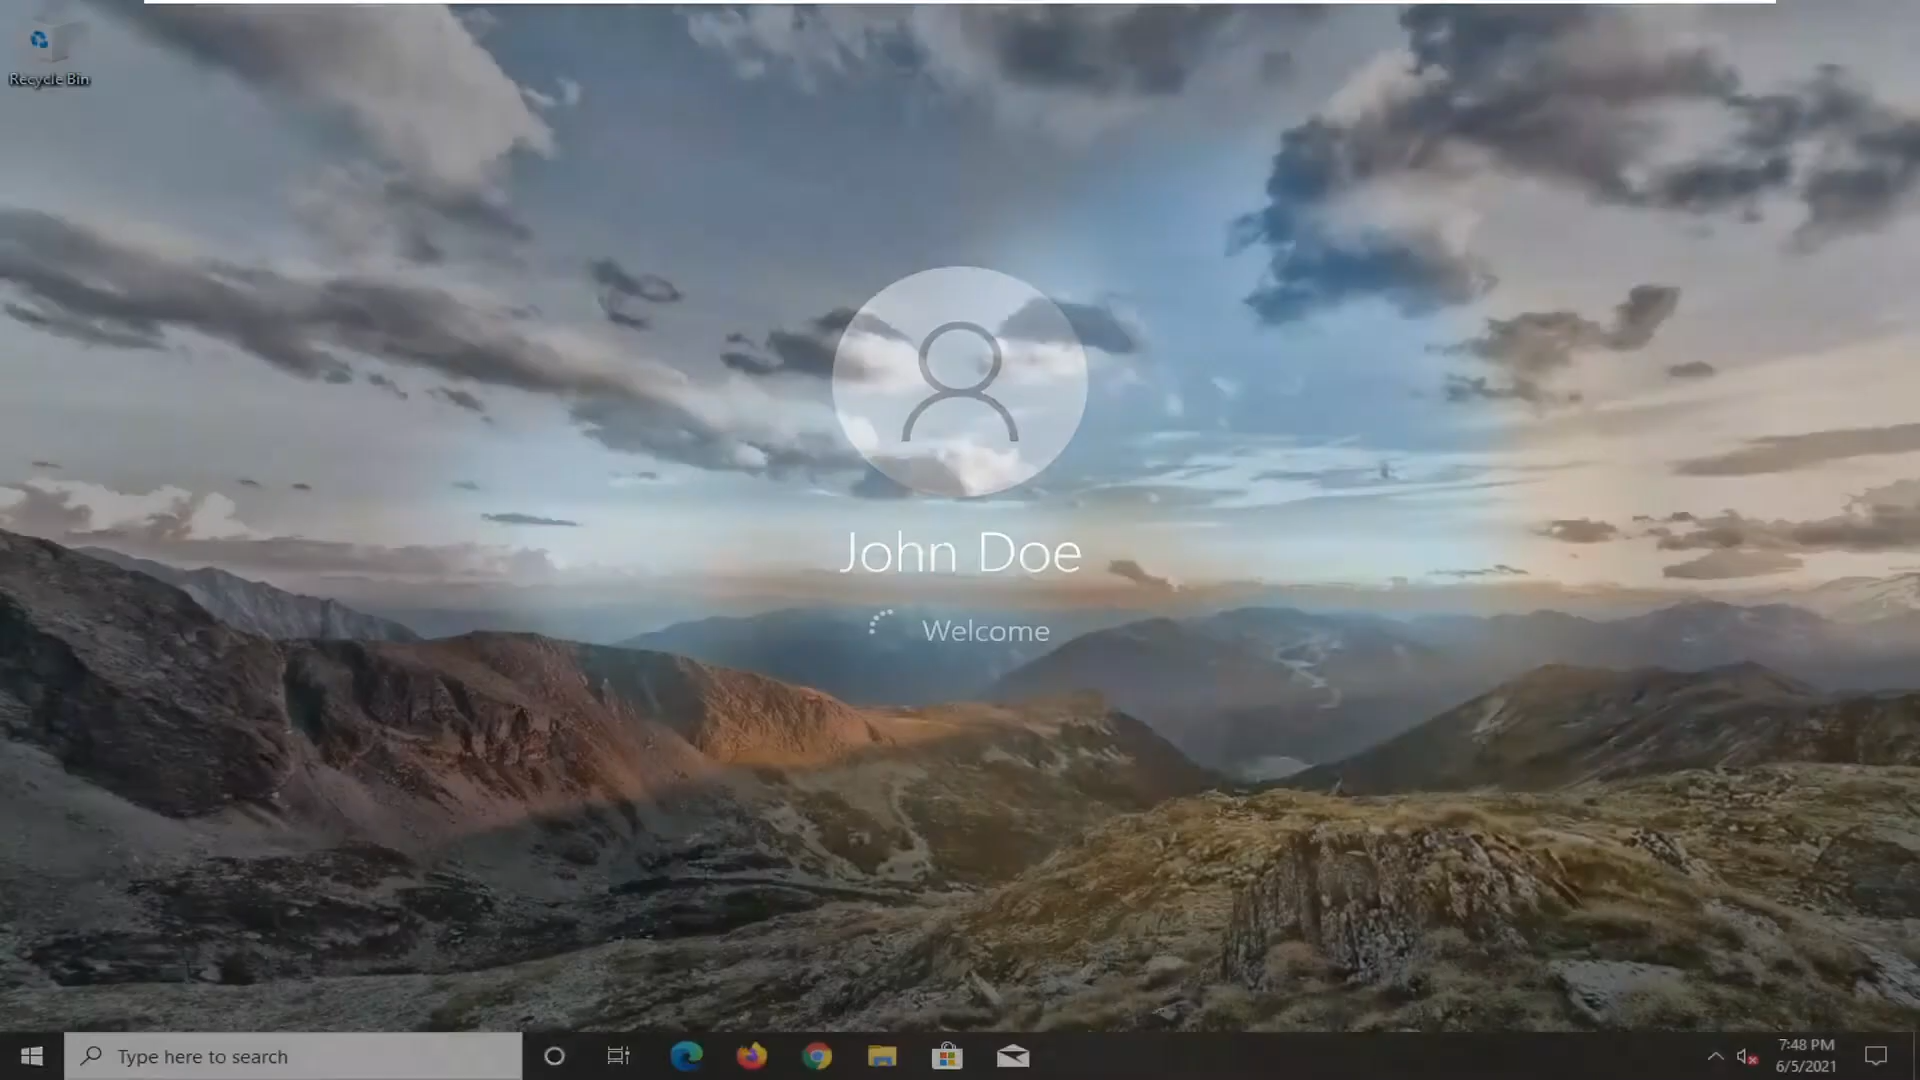 Recycle Bin
John Doe
Welcome
Type here to search
7:48 PM
6/5/2021